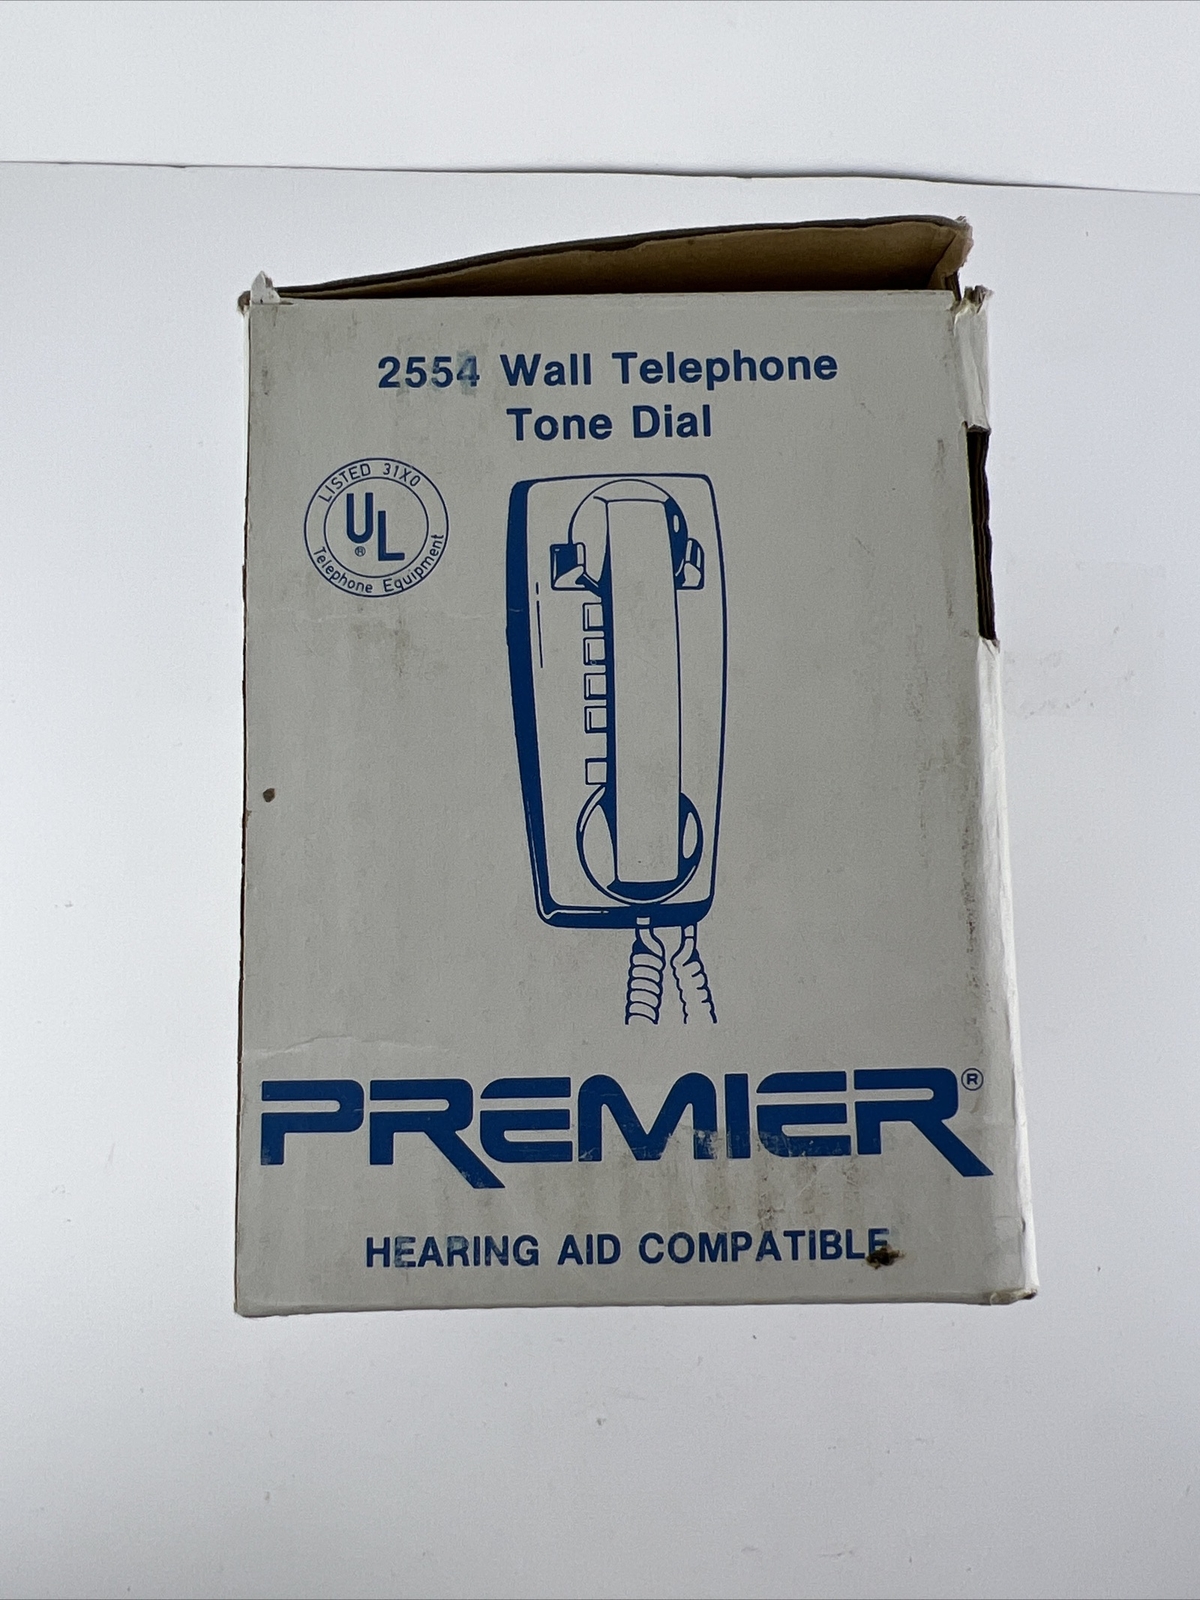 2554 Wall Telephone
Tone Dial
LISTED 31X0
UL®
Telephone Equipment
PREMIER®
HEARING AID COMPATIBLE